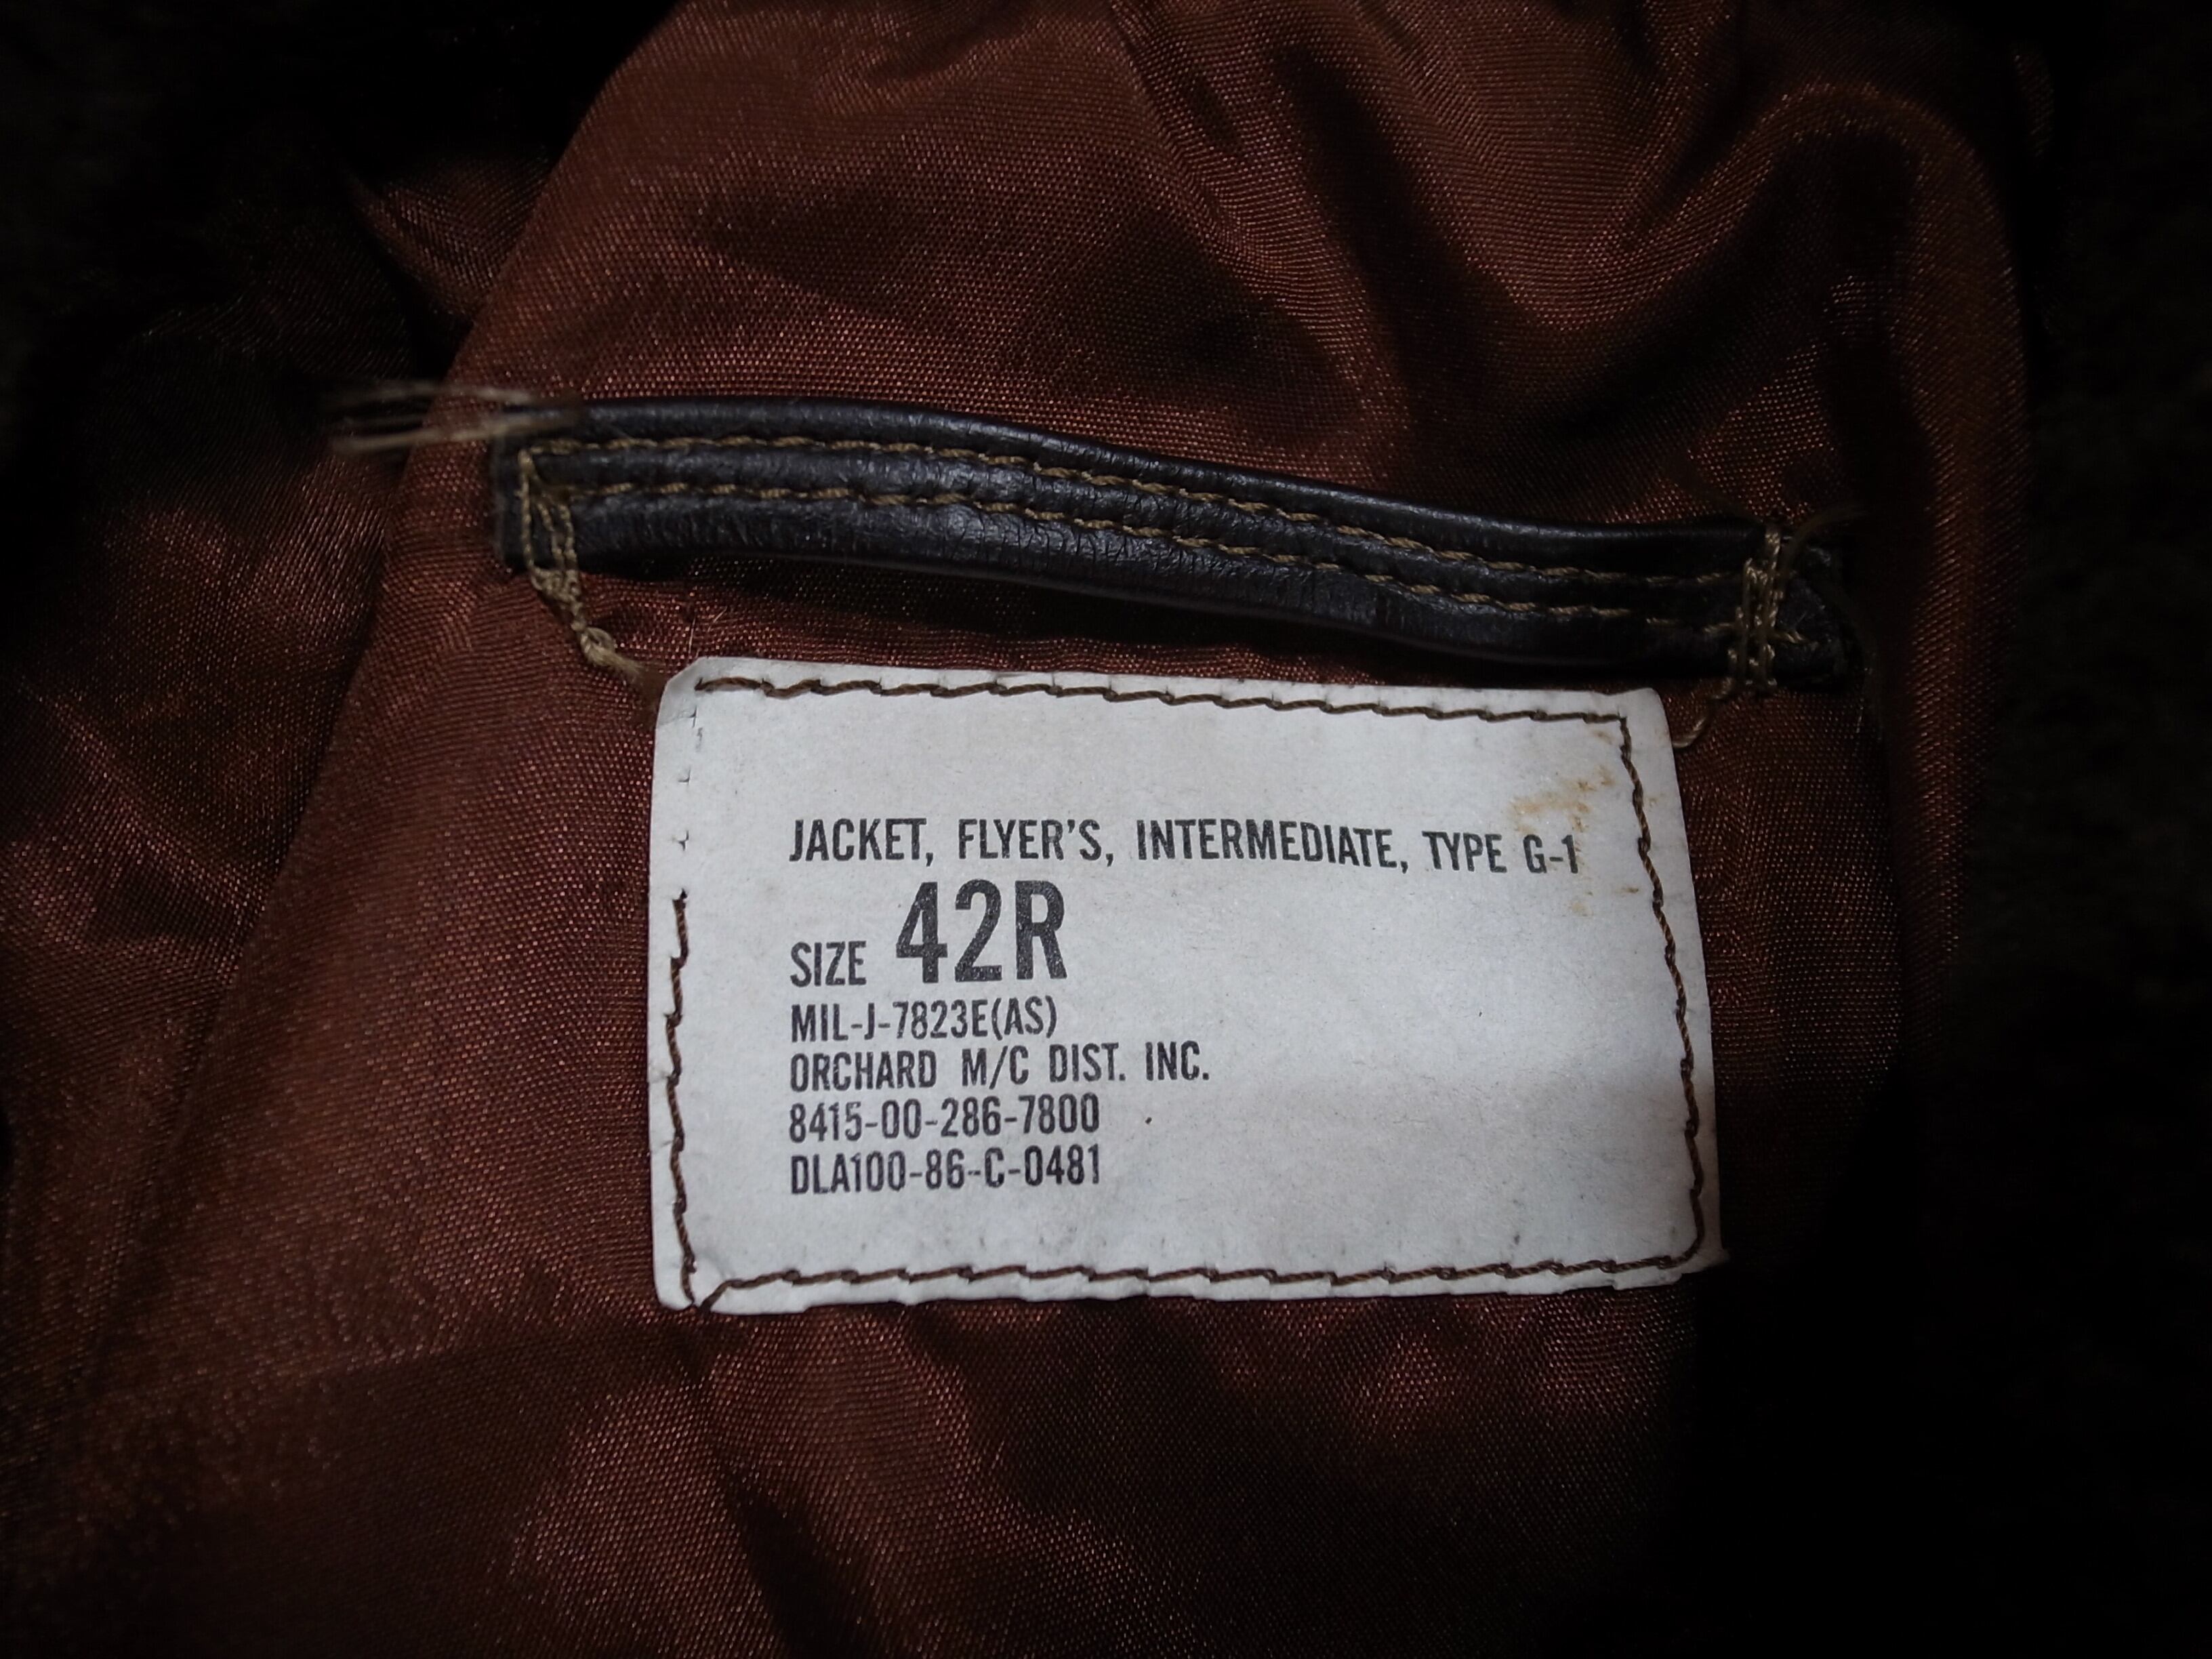 JACKET, FLYER'S, INTERMEDIATE, TYPE G-1
SIZE 42R
MIL-J-7823E(AS)
ORCHARD M/C DIST. INC.
8415-00-286-7800
DLA100-86-C-0481